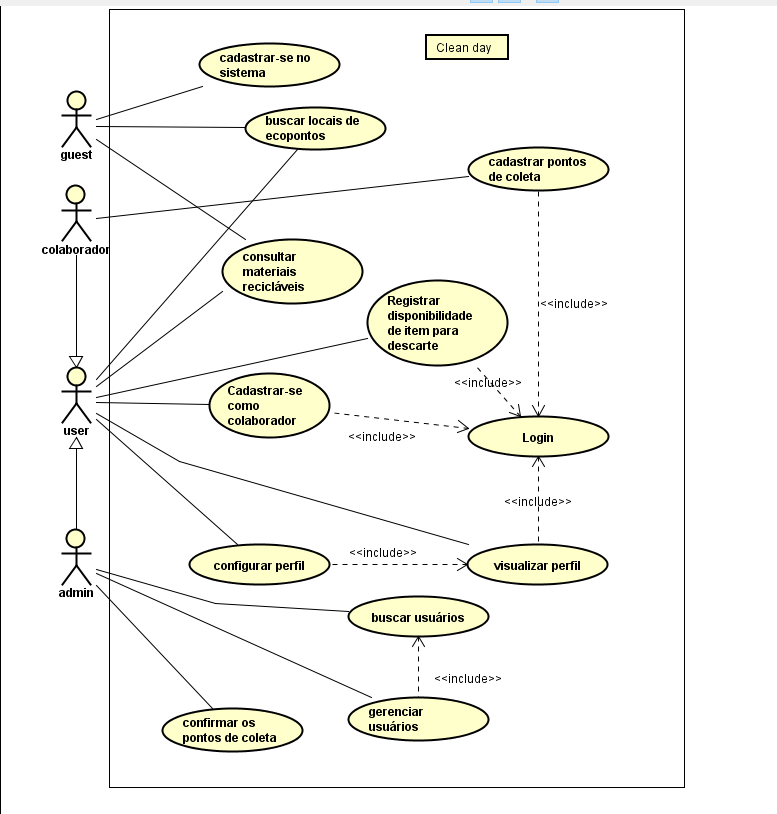 Clean day
cadastrar-se no
sistema
buscar locais de
ecopontos
guest
cadastrar pontos
de coleta
colaborador
consultar
materiais
recicláveis
Registrar
disponibilidade
de item para
descarte
<<include>>
<<include>>
Cadastrar-se
como
colaborador
user
<<include>>
Login
<<include>>
<<include>>
configurar perfil
visualizar perfil
admin
buscar usuários
<<include>>
gerenciar
usuários
confirmar os
pontos de coleta